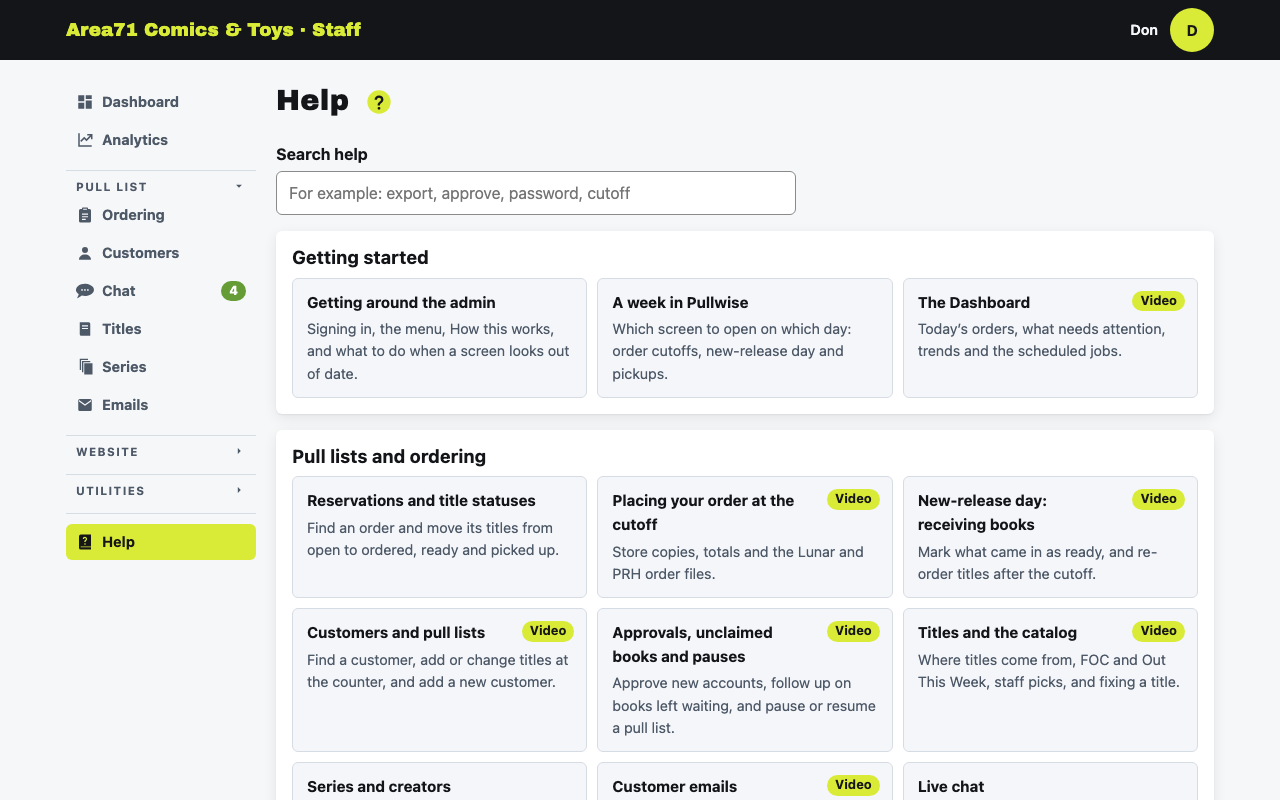 Area71 Comics & Toys · Staff
Don
D
Dashboard
Analytics
PULL LIST
Ordering
Customers
Chat
4
Titles
Series
Emails
WEBSITE
UTILITIES
Help
Help
?
Search help
For example: export, approve, password, cutoff
Getting started
Getting around the admin
Signing in, the menu, How this works,
and what to do when a screen looks out
of date.
A week in Pullwise
Which screen to open on which day:
order cutoffs, new-release day and
pickups.
The Dashboard
Video
Today's orders, what needs attention,
trends and the scheduled jobs.
Pull lists and ordering
Reservations and title statuses
Find an order and move its titles from
open to ordered, ready and picked up.
Placing your order at the
cutoff
Video
Store copies, totals and the Lunar and
PRH order files.
New-release day:
receiving books
Video
Mark what came in as ready, and re-
order titles after the cutoff.
Customers and pull lists
Video
Find a customer, add or change titles at
the counter, and add a new customer.
Approvals, unclaimed
books and pauses
Video
Approve new accounts, follow up on
books left waiting, and pause or resume
a pull list.
Titles and the catalog
Video
Where titles come from, FOC and Out
This Week, staff picks, and fixing a title.
Series and creators
Customer emails
Video
Live chat